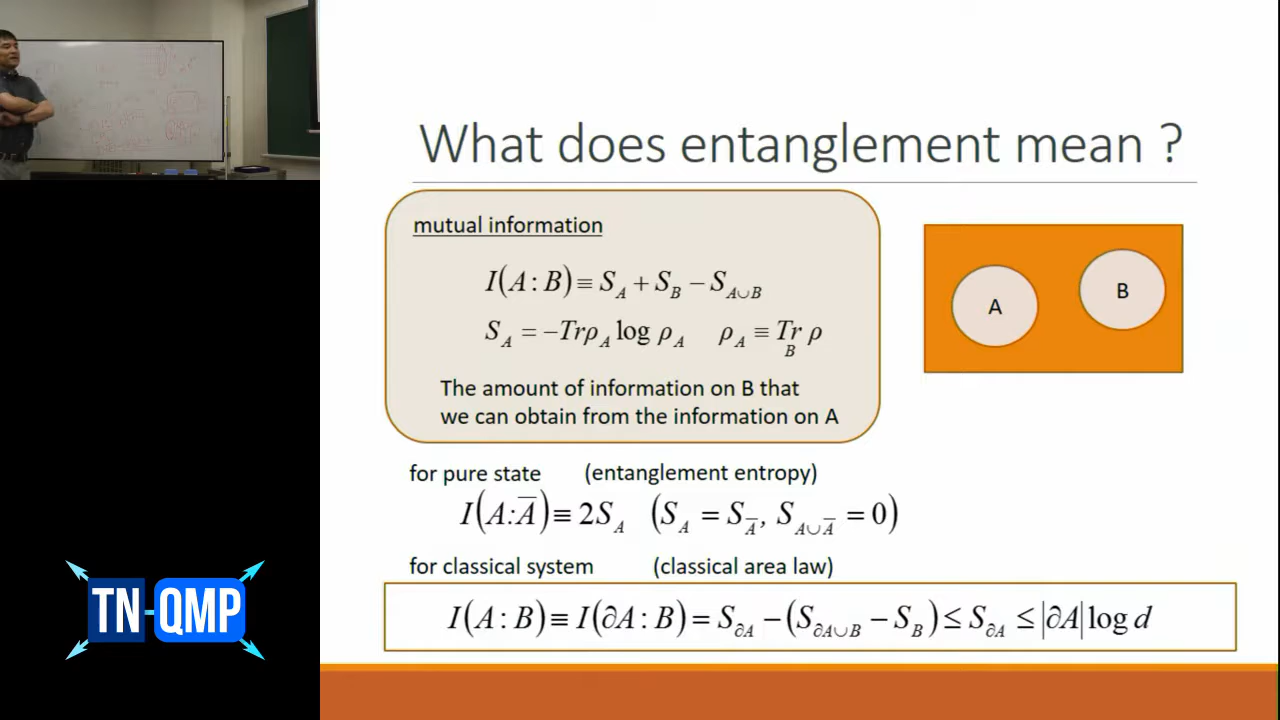 What does entanglement mean ?
mutual information
I(A : B) ≡ S_A + S_B − S_{A∪B}
S_A = −Trρ_A log ρ_A   ρ_A ≡ Tr_B ρ
The amount of information on B that
we can obtain from the information on A
A
B
for pure state (entanglement entropy)
I(A:Ā) ≡ 2S_A (S_A = S_Ā, S_{A∪Ā} = 0)
for classical system (classical area law)
I(A : B) ≡ I(∂A : B) = S_{∂A} − (S_{∂A∪B} − S_B) ≤ S_{∂A} ≤ |∂A| log d
TN-QMP